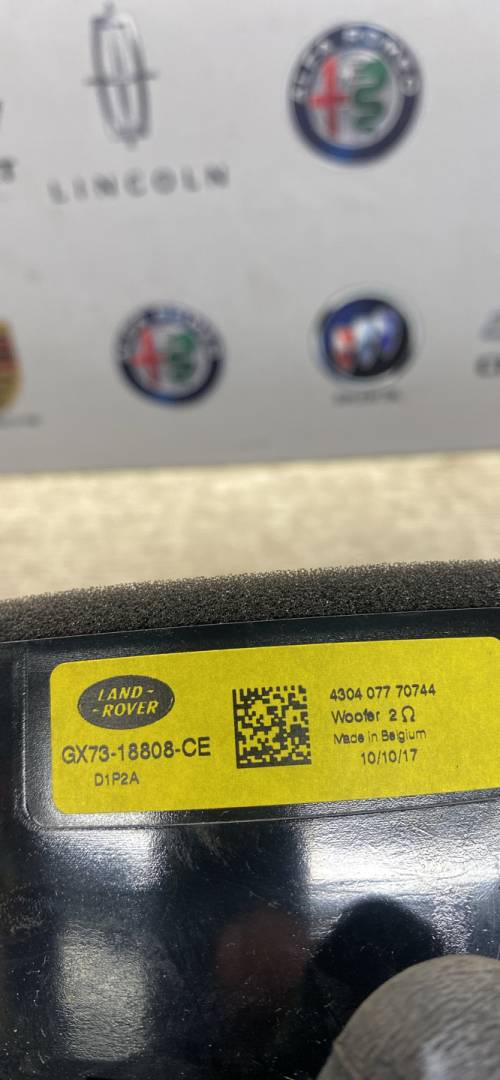 LINCOLN
LAND-
-ROVER
GX73-18808-CE
D1P2A
4304 077 70744
Woofer 2Ω
Made in Belgium
10/10/17